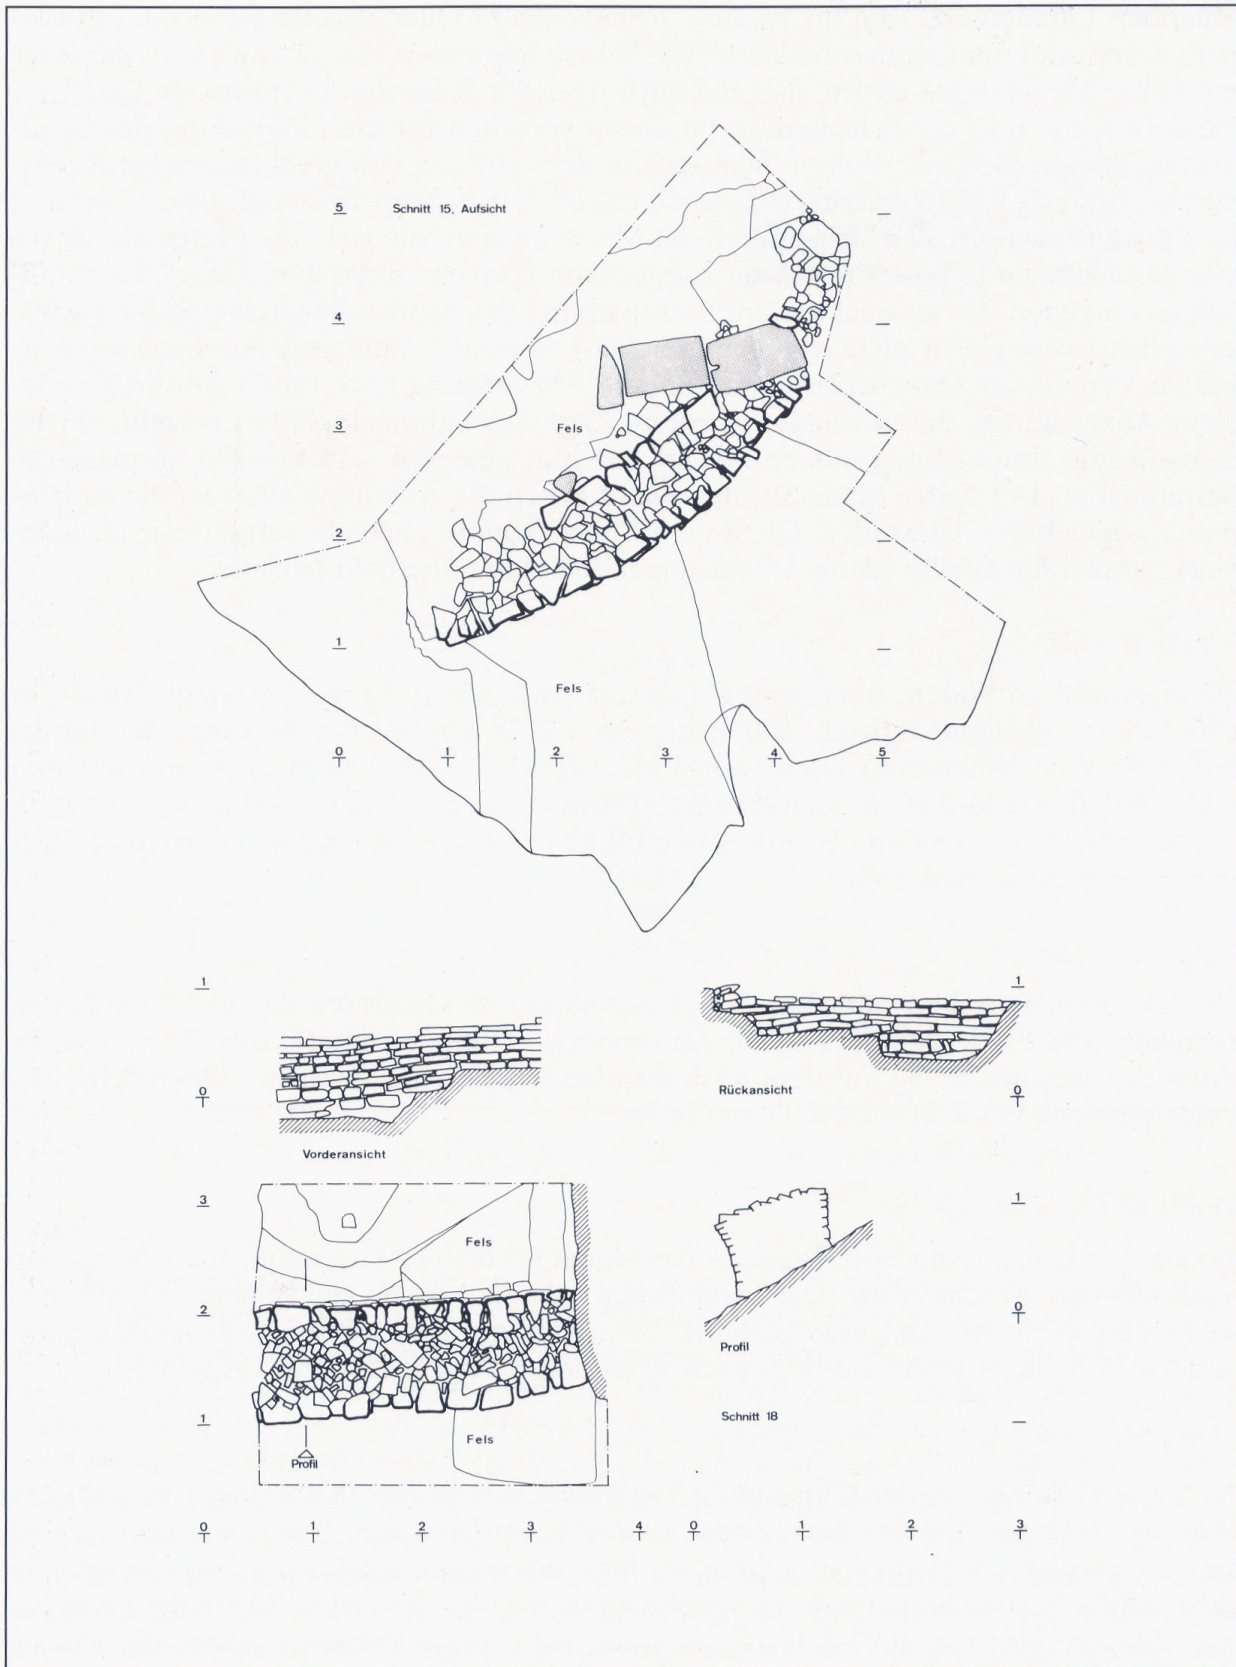 5 Schnitt 15, Aufsicht
4
3 Fels
2
1
Fels
0 1 2 3 4 5
1 1
0 Rückansicht 0
Vorderansicht
3 1
Fels
2 0
Profil
1 Schnitt 18
Fels
Profil
0 1 2 3 4 0 1 2 3